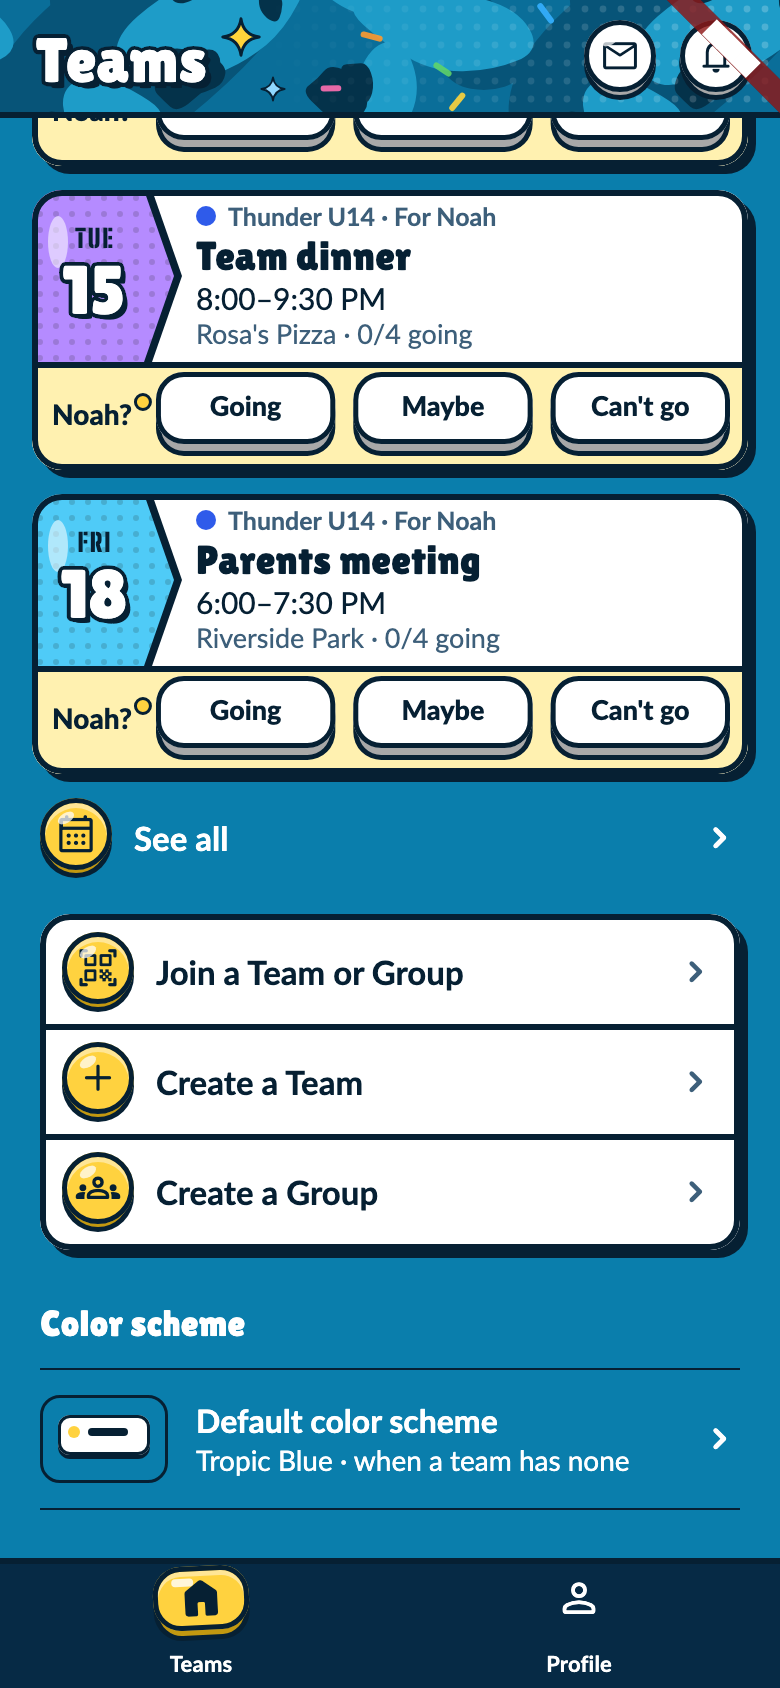 Teams
Noah?
TUE
15
Thunder U14 · For Noah
Team dinner
8:00–9:30 PM
Rosa's Pizza · 0/4 going
Noah?
Going
Maybe
Can't go
FRI
18
Thunder U14 · For Noah
Parents meeting
6:00–7:30 PM
Riverside Park · 0/4 going
Noah?
Going
Maybe
Can't go
See all
Join a Team or Group
Create a Team
Create a Group
Color scheme
Default color scheme
Tropic Blue · when a team has none
Teams
Profile